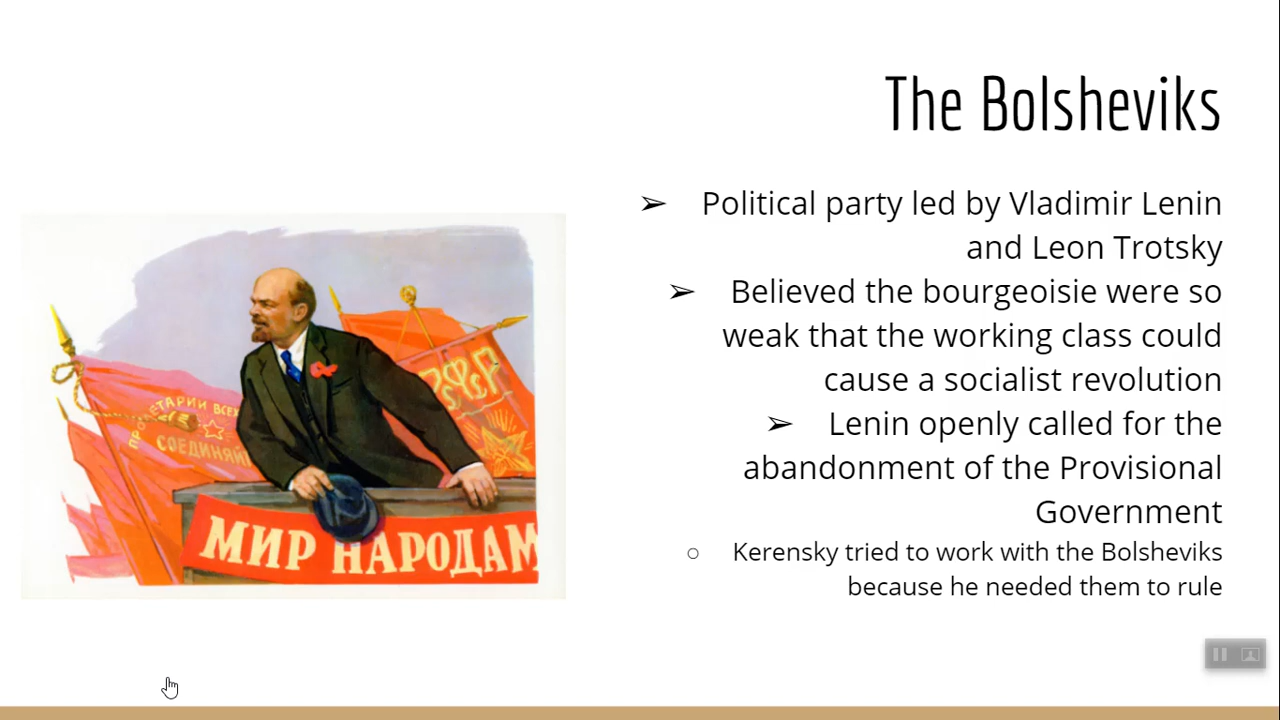 The Bolsheviks
➢ Political party led by Vladimir Lenin
and Leon Trotsky
➢ Believed the bourgeoisie were so
weak that the working class could
cause a socialist revolution
➢ Lenin openly called for the
abandonment of the Provisional
Government
○ Kerensky tried to work with the Bolsheviks
because he needed them to rule
ПРОЛЕТАРИИ ВСЕХ
СОЕДИНЯЙ
МИР НАРОДАМ